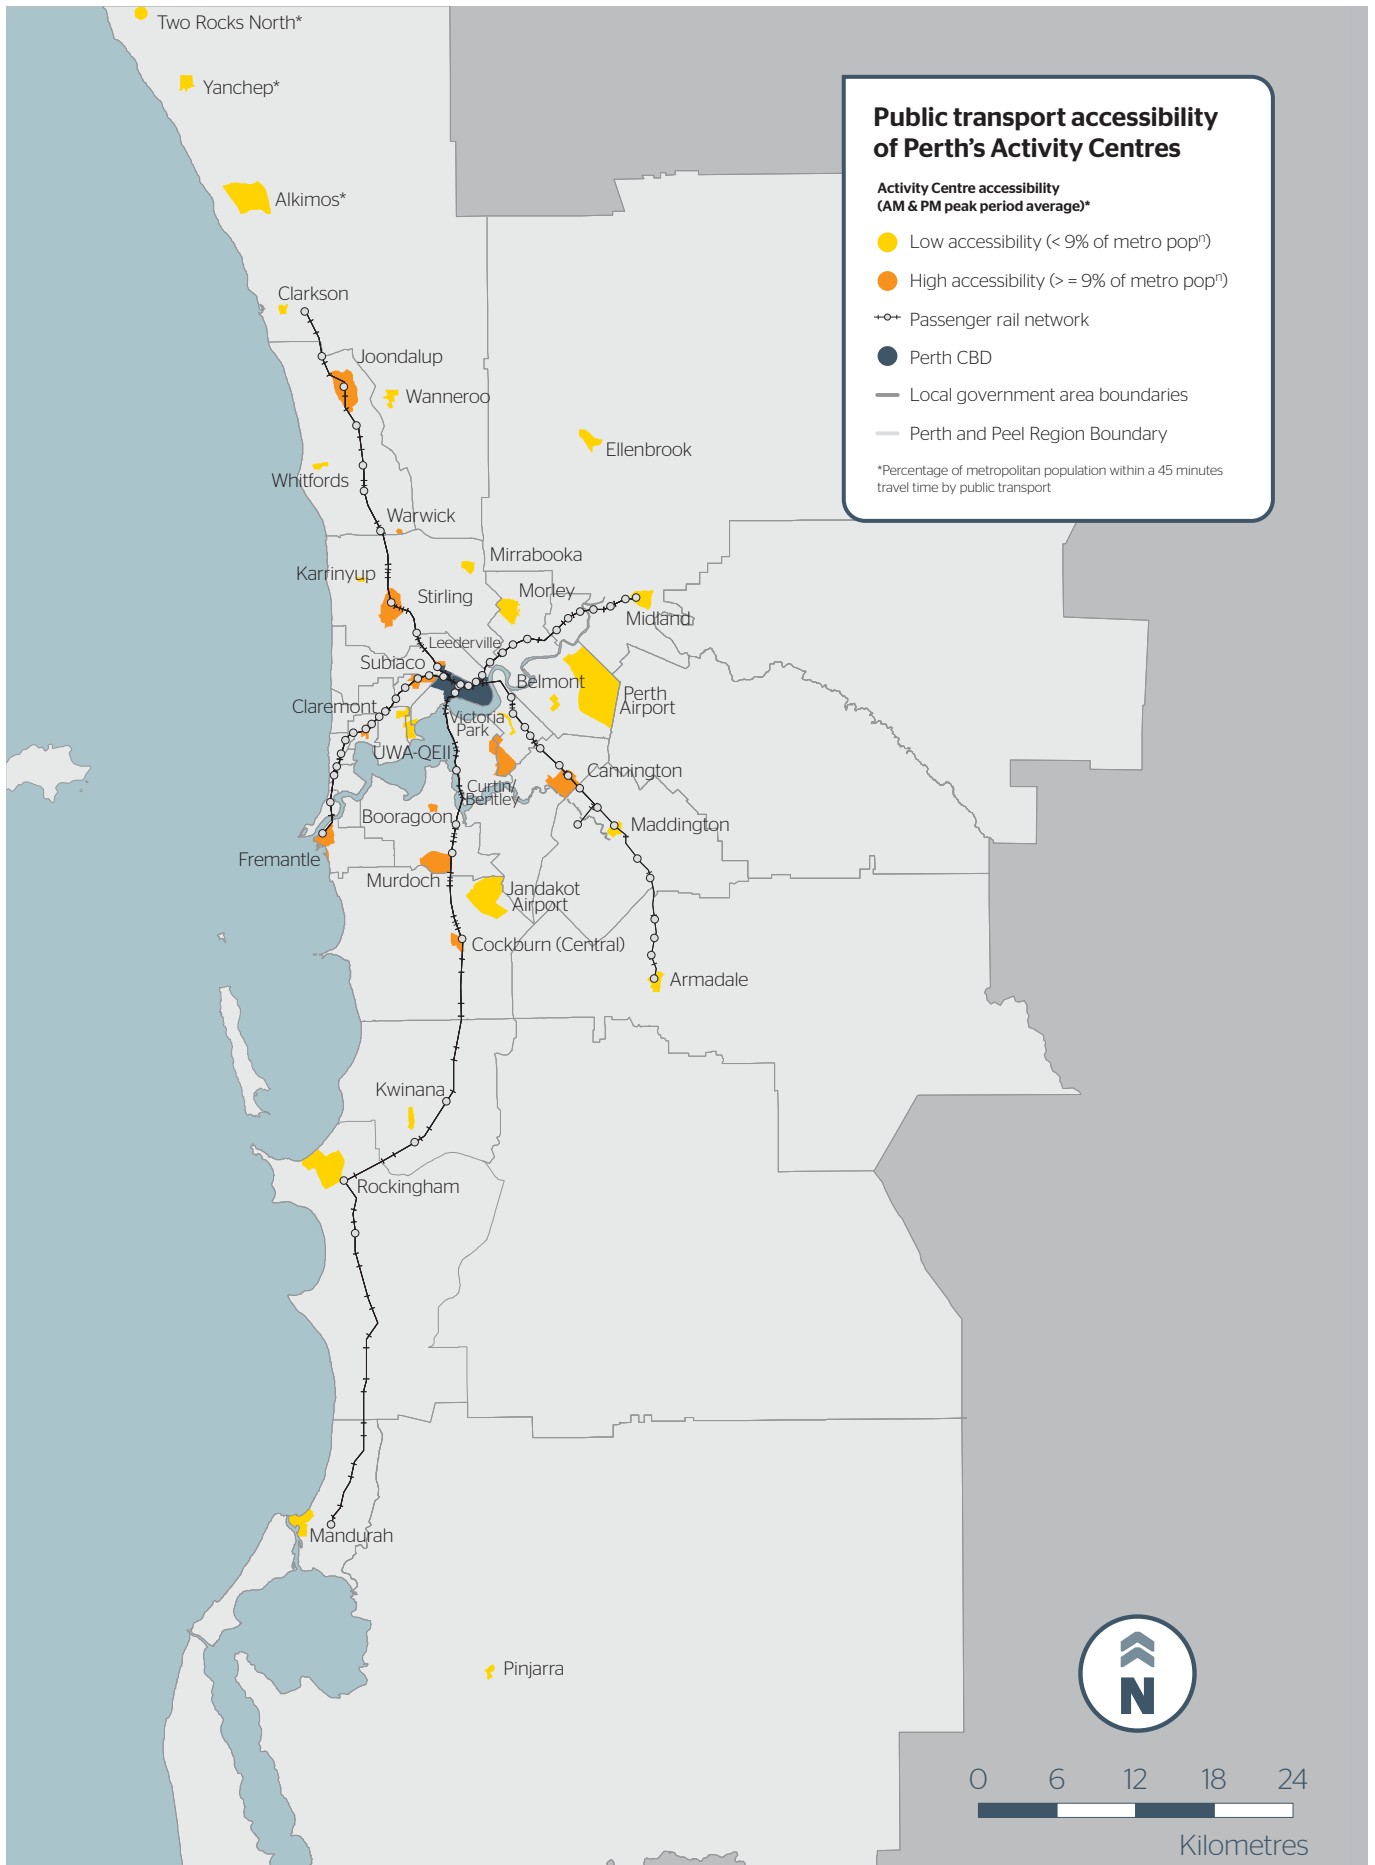 Two Rocks North*
Yanchep*
Public transport accessibility
of Perth's Activity Centres
Activity Centre accessibility
(AM & PM peak period average)*
Low accessibility (< 9% of metro popⁿ)
High accessibility (> = 9% of metro popⁿ)
Passenger rail network
Perth CBD
Local government area boundaries
Perth and Peel Region Boundary
*Percentage of metropolitan population within a 45 minutes
travel time by public transport
Alkimos*
Clarkson
Joondalup
Wanneroo
Ellenbrook
Whitfords
Warwick
Mirrabooka
Karrinyup
Stirling
Morley
Midland
Leederville
Subiaco
Belmont
Perth
Airport
Claremont
Victoria
Park
UWA-QEII
Cannington
Curtin/
Bentley
Booragoon
Maddington
Fremantle
Murdoch
Jandakot
Airport
Cockburn (Central)
Armadale
Kwinana
Rockingham
Mandurah
Pinjarra
N
0 6 12 18 24
Kilometres